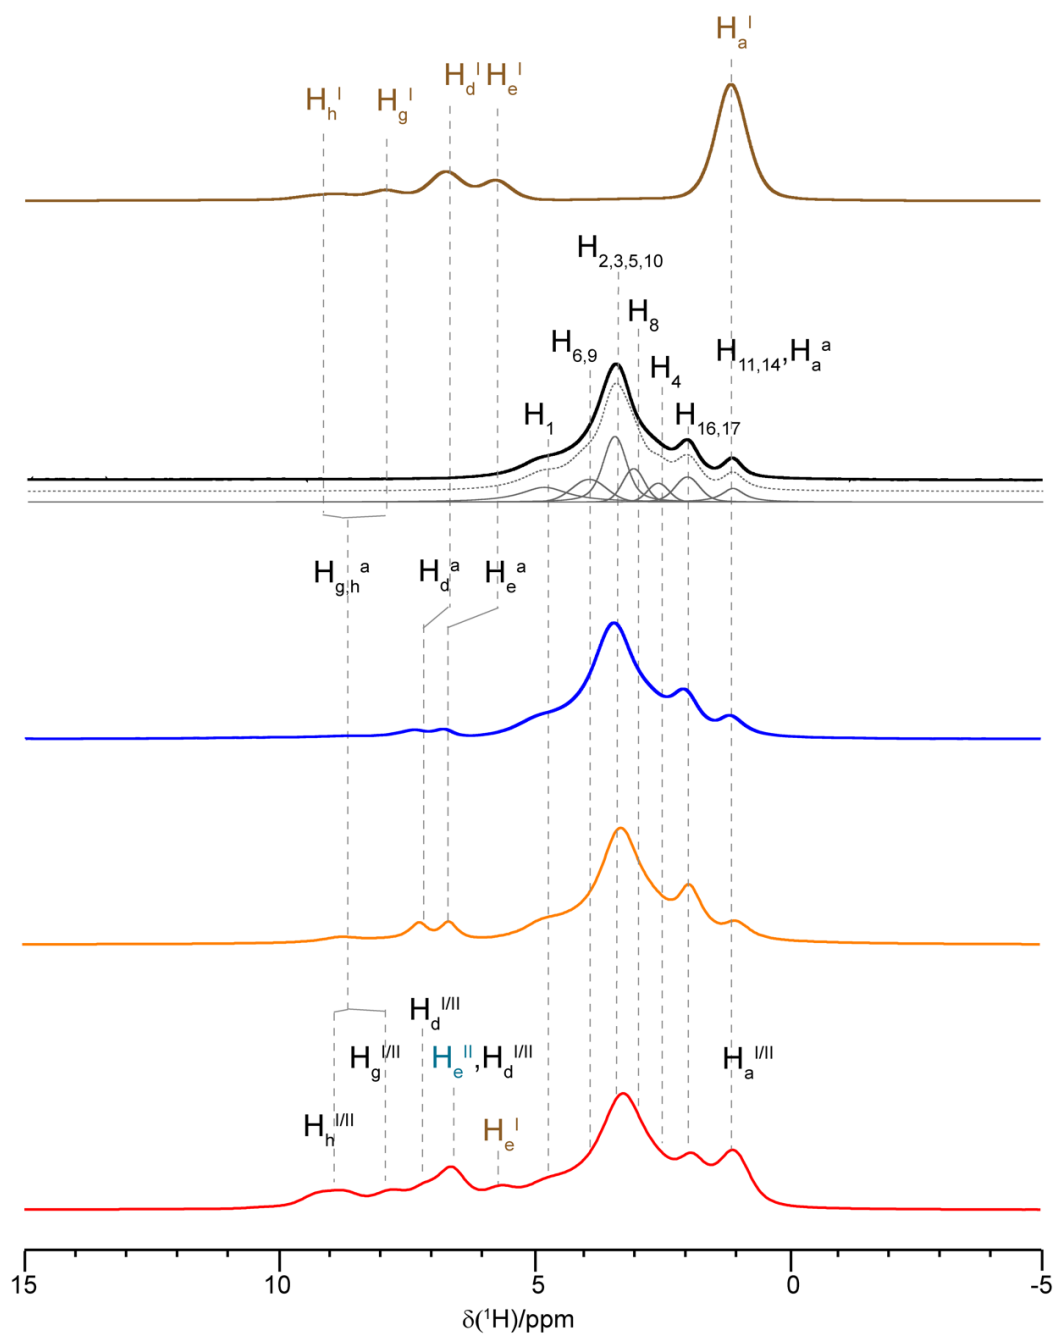 Hₐᴵ
H_d^I H_e^I
H_h^I H_g^I
H_2,3,5,10
H_8
H_6,9
H_4
H_11,14, H_a^a
H_1
H_16,17
H_g,h^a H_d^a H_e^a
H_d^I/II
H_g^I/II H_e^II, H_d^I/II H_a^I/II
H_h^I/II H_e^I
15 10 5 0 -5
δ(¹H)/ppm